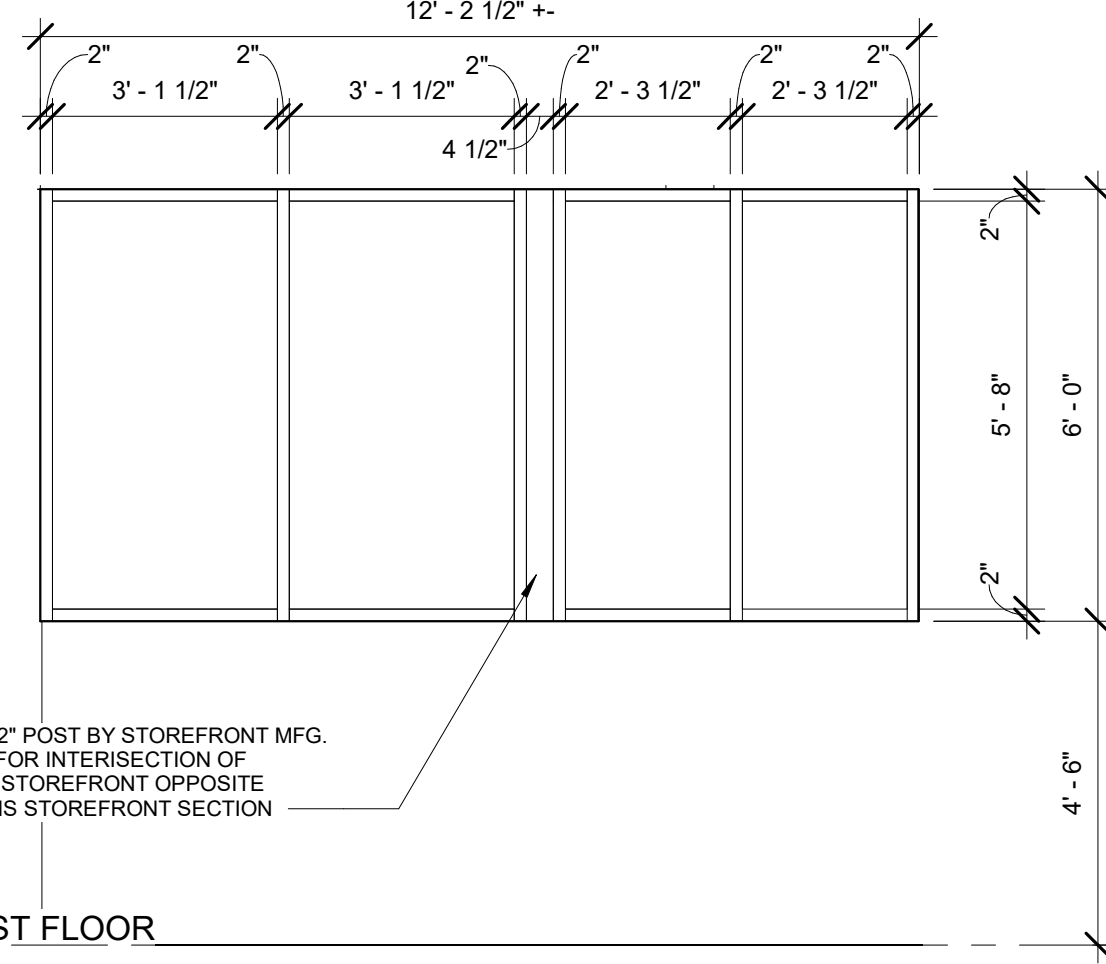 12' - 2 1/2" +-
2"
2"
2"
2"
2"
2"
3' - 1 1/2"
3' - 1 1/2"
2' - 3 1/2"
2' - 3 1/2"
4 1/2"
2"
5' - 8"
6' - 0"
2"
4' - 6"
2" POST BY STOREFRONT MFG.
FOR INTERISECTION OF
STOREFRONT OPPOSITE
IS STOREFRONT SECTION
ST FLOOR